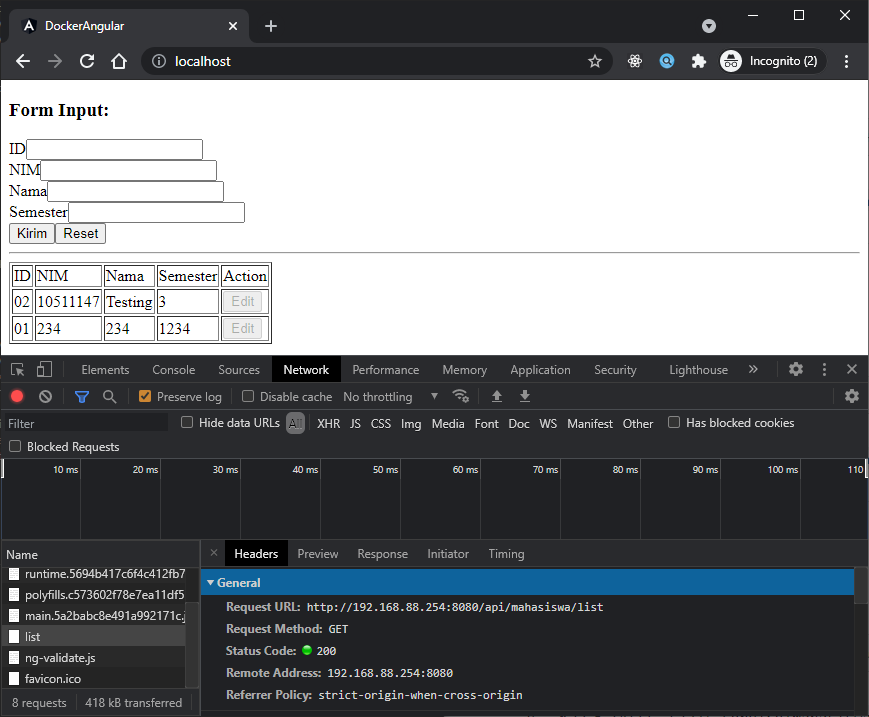 DockerAngular
localhost
Incognito (2)
Form Input:
ID
NIM
Nama
Semester
Kirim Reset
ID NIM Nama Semester Action
02 10511147 Testing 3 Edit
01 234 234 1234 Edit
Elements Console Sources Network Performance Memory Application Security Lighthouse »
Preserve log Disable cache No throttling
Filter Hide data URLs All XHR JS CSS Img Media Font Doc WS Manifest Other Has blocked cookies
Blocked Requests
10 ms 20 ms 30 ms 40 ms 50 ms 60 ms 70 ms 80 ms 90 ms 100 ms 110
Name × Headers Preview Response Initiator Timing
runtime.5694b417c6f4c412fb7
polyfills.c573602f78e7ea11df5
main.5a2babc8e491a992171c.j
list
ng-validate.js
favicon.ico
8 requests 418 kB transferred
General
Request URL: http://192.168.88.254:8080/api/mahasiswa/list
Request Method: GET
Status Code: 200
Remote Address: 192.168.88.254:8080
Referrer Policy: strict-origin-when-cross-origin